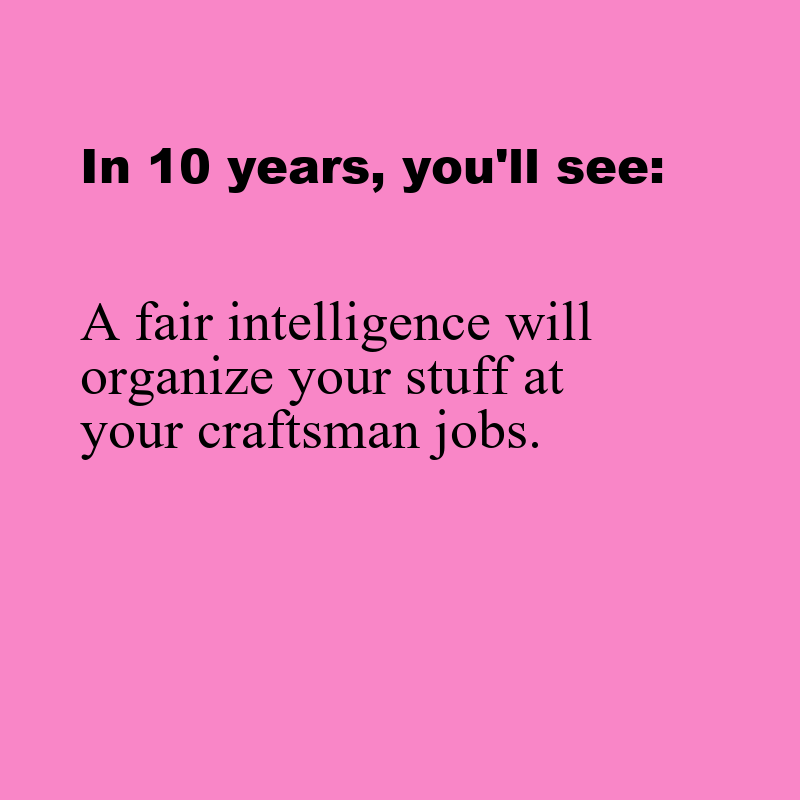 In 10 years, you'll see:
A fair intelligence will
organize your stuff at
your craftsman jobs.